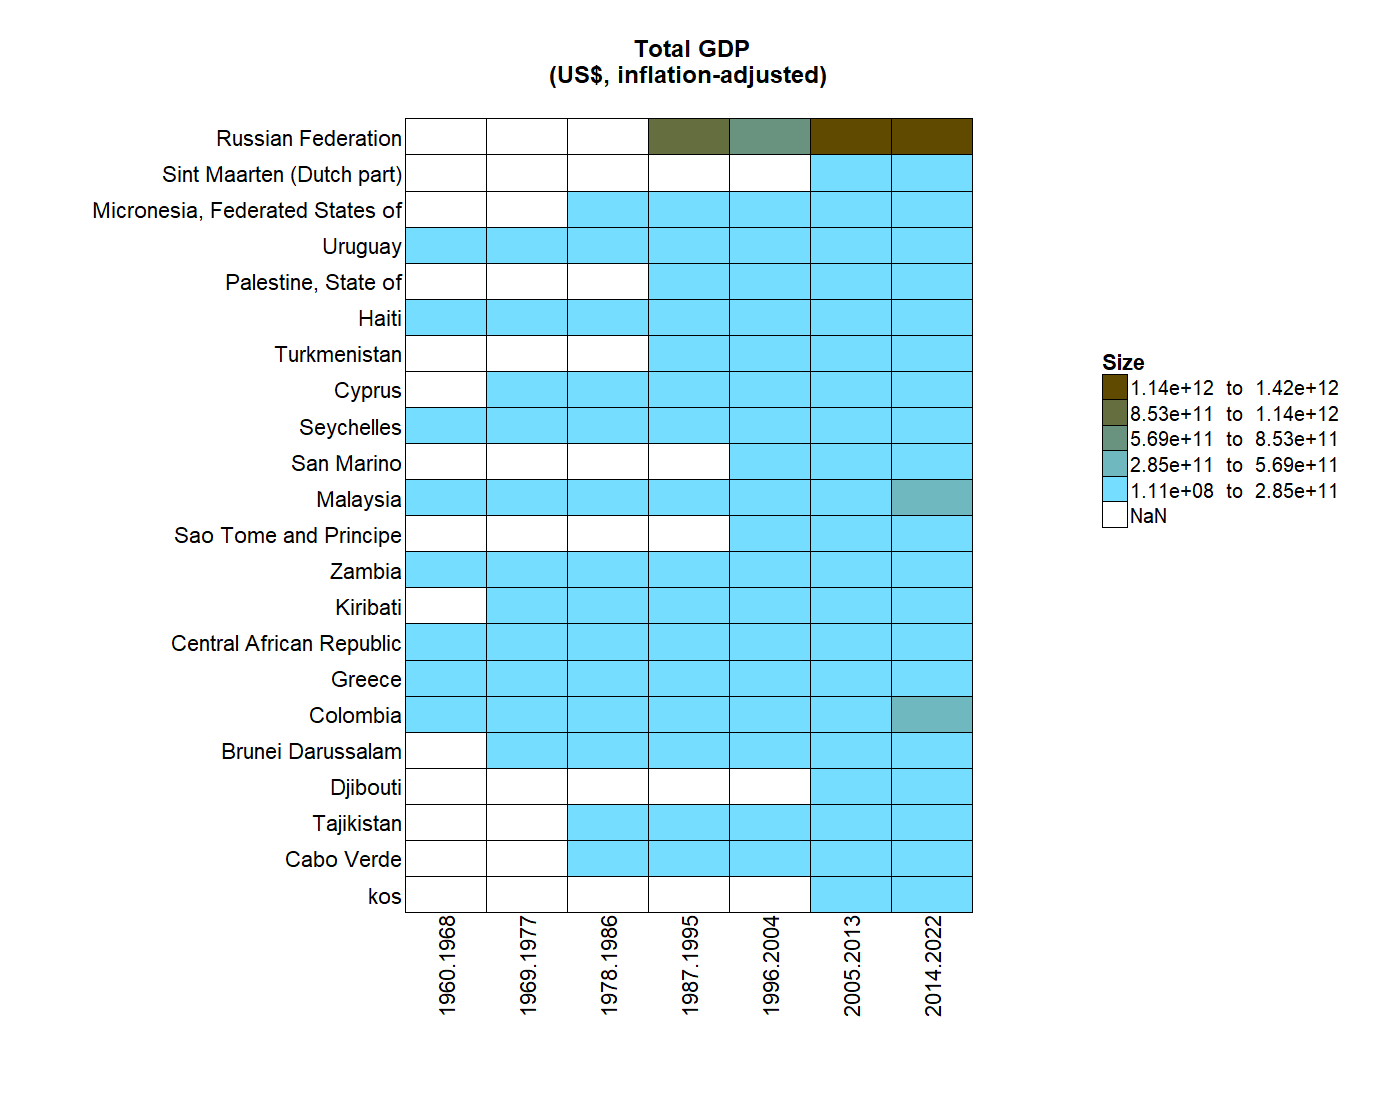 Total GDP
(US$, inflation-adjusted)
Russian Federation
Sint Maarten (Dutch part)
Micronesia, Federated States of
Uruguay
Palestine, State of
Haiti
Turkmenistan
Cyprus
Seychelles
San Marino
Malaysia
Sao Tome and Principe
Zambia
Kiribati
Central African Republic
Greece
Colombia
Brunei Darussalam
Djibouti
Tajikistan
Cabo Verde
kos
1960.1968
1969.1977
1978.1986
1987.1995
1996.2004
2005.2013
2014.2022
Size
1.14e+12 to 1.42e+12
8.53e+11 to 1.14e+12
5.69e+11 to 8.53e+11
2.85e+11 to 5.69e+11
1.11e+08 to 2.85e+11
NaN